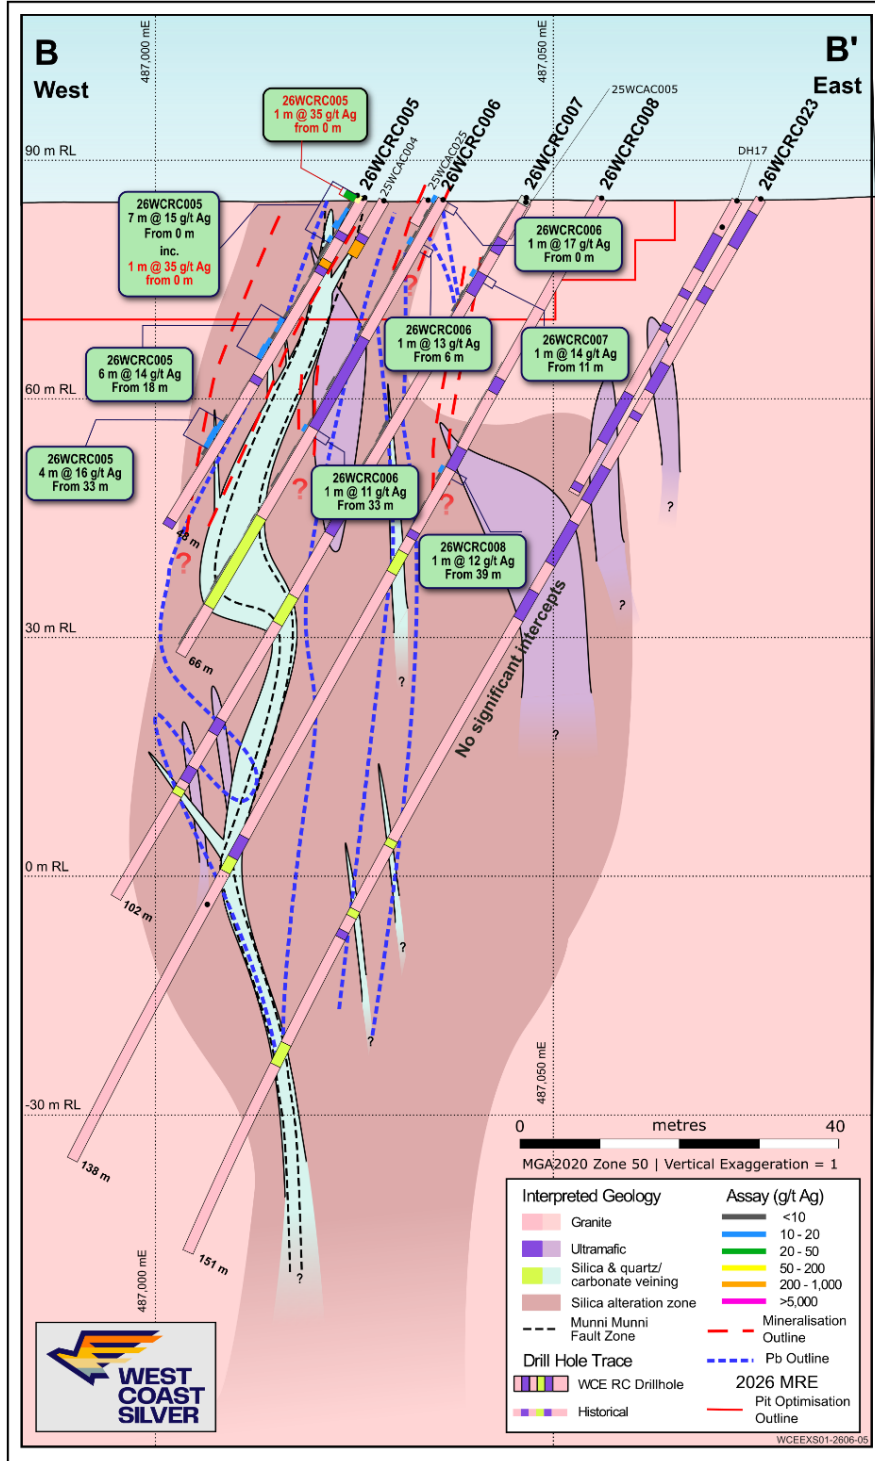 B
West
B'
East
487,000 mE
487,050 mE
26WCRC005
1 m @ 35 g/t Ag
from 0 m
26WCRC005
25WCAC004
25WCAC025
26WCRC006
26WCRC007
25WCAC005
26WCRC008
DH17
26WCRC023
90 m RL
26WCRC005
7 m @ 15 g/t Ag
From 0 m
inc.
1 m @ 35 g/t Ag
from 0 m
26WCRC006
1 m @ 17 g/t Ag
From 0 m
?
26WCRC006
1 m @ 13 g/t Ag
From 6 m
26WCRC007
1 m @ 14 g/t Ag
From 11 m
26WCRC005
6 m @ 14 g/t Ag
From 18 m
60 m RL
26WCRC005
4 m @ 16 g/t Ag
From 33 m
26WCRC006
1 m @ 11 g/t Ag
From 33 m
?
?
?
48 m
?
26WCRC008
1 m @ 12 g/t Ag
From 39 m
?
30 m RL
66 m
?
No significant intercepts
?
0 m RL
102 m
?
?
-30 m RL
487,050 mE
138 m
151 m
487,000 mE
?
0 metres 40
MGA2020 Zone 50 | Vertical Exaggeration = 1
Interpreted Geology
Granite
Ultramafic
Silica & quartz/
carbonate veining
Silica alteration zone
Munni Munni
Fault Zone
Drill Hole Trace
WCE RC Drillhole
Historical
Assay (g/t Ag)
<10
10 - 20
20 - 50
50 - 200
200 - 1,000
>5,000
Mineralisation
Outline
Pb Outline
2026 MRE
Pit Optimisation
Outline
WEST
COAST
SILVER
WCEEXS01-2606-05